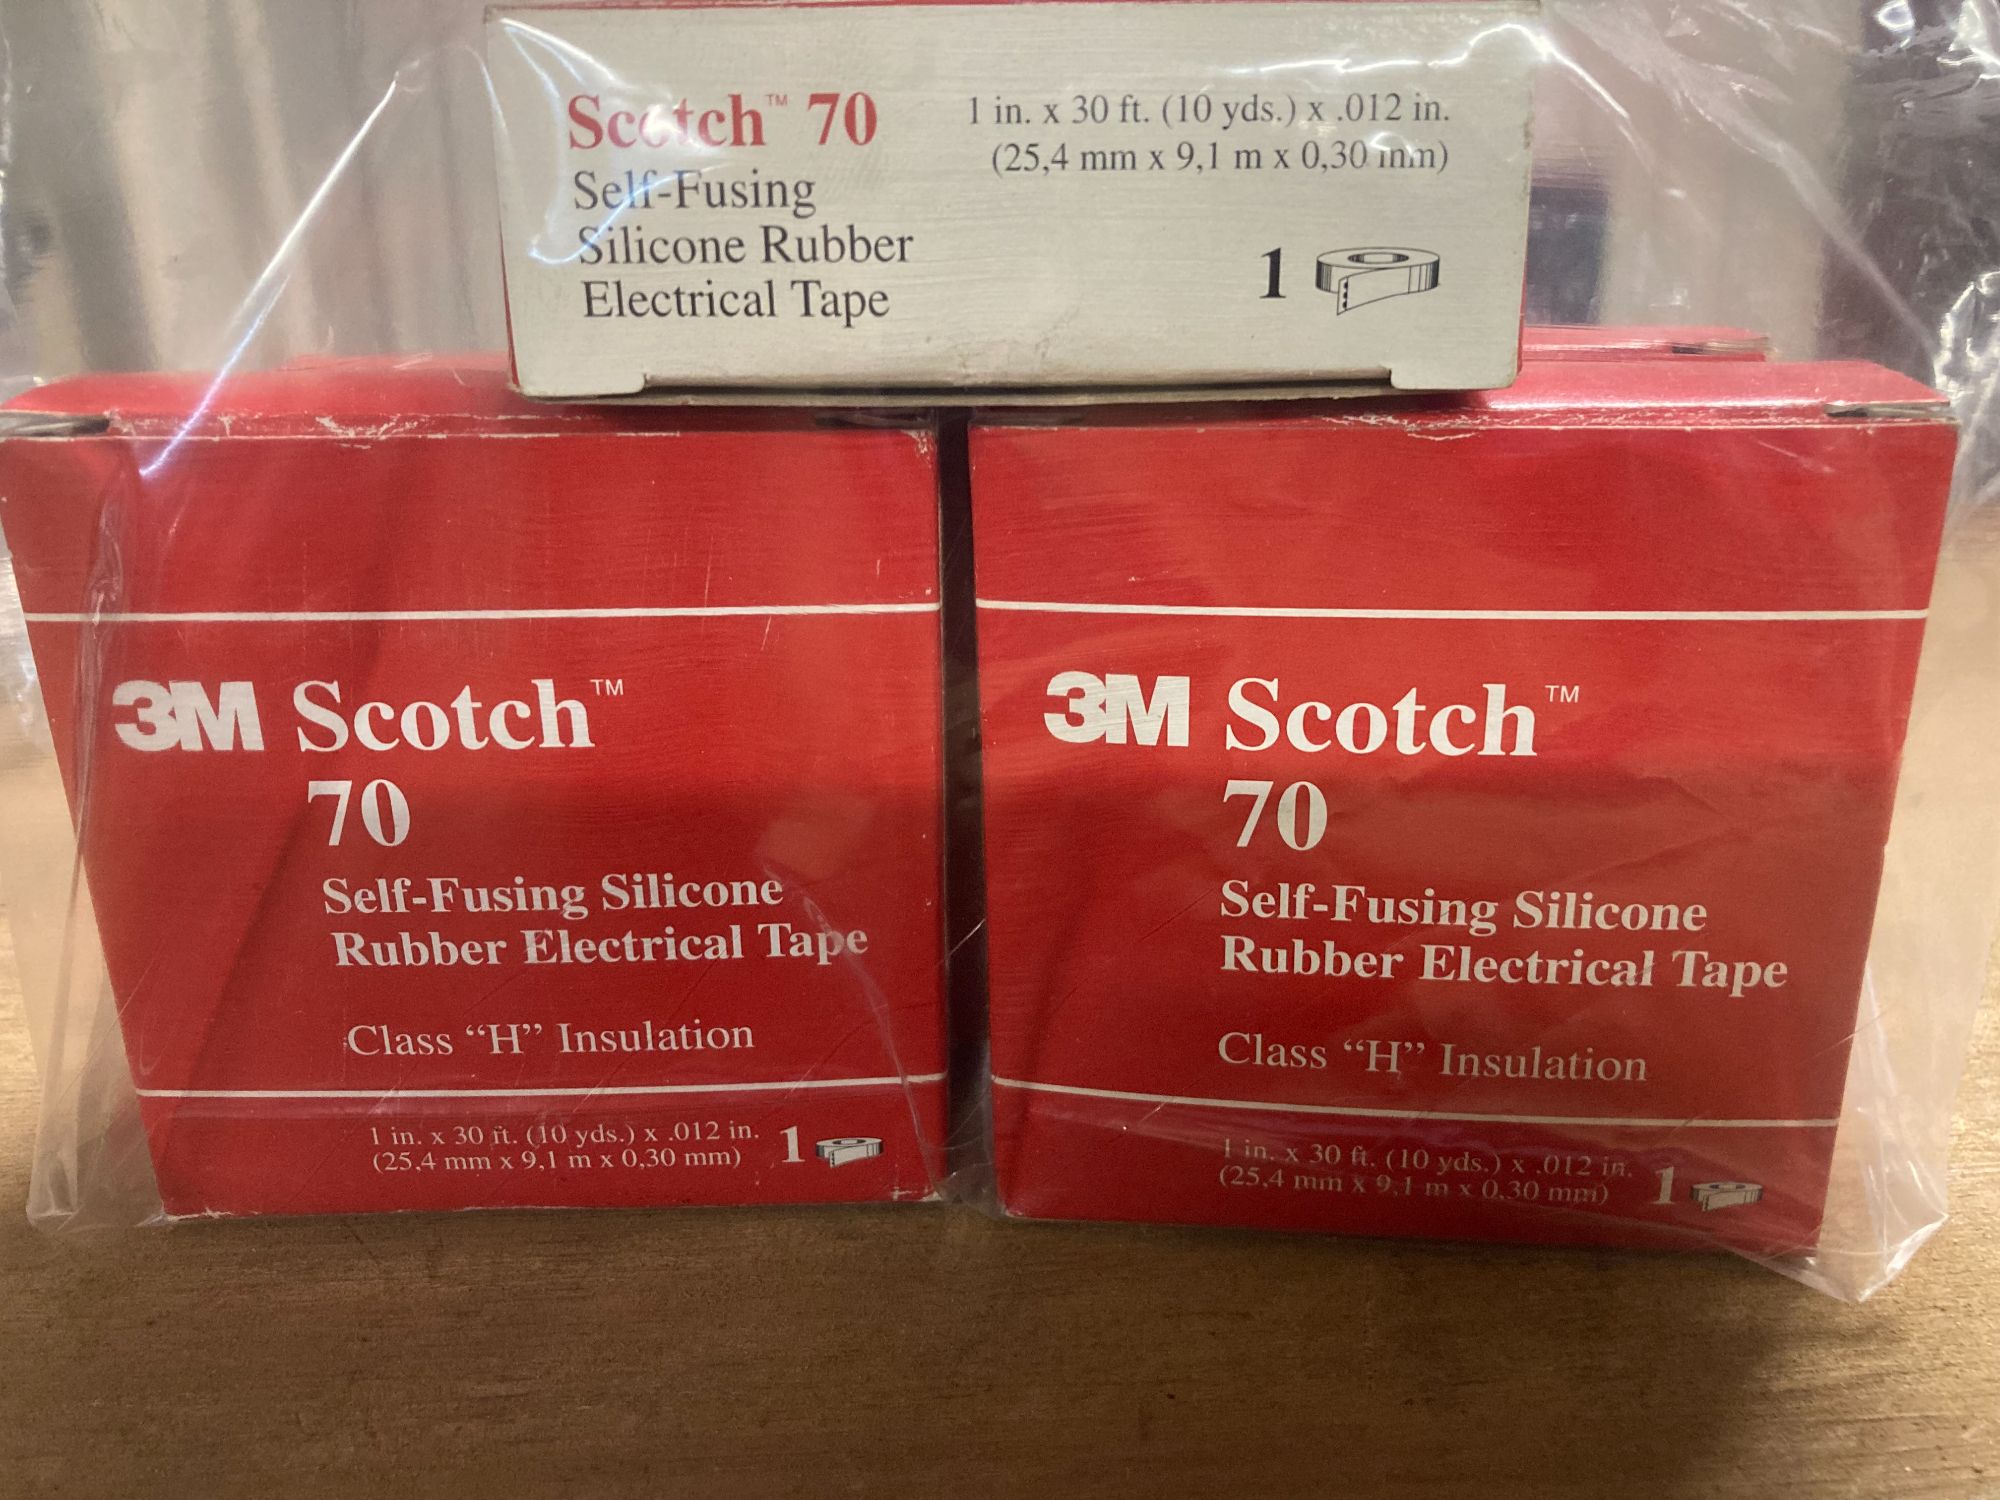 Scotch™ 70
Self-Fusing
Silicone Rubber
Electrical Tape
1 in. x 30 ft. (10 yds.) x .012 in.
(25,4 mm x 9,1 m x 0,30 mm)
1
3M Scotch™
70
Self-Fusing Silicone
Rubber Electrical Tape
Class “H” Insulation
1 in. x 30 ft. (10 yds.) x .012 in.
(25,4 mm x 9,1 m x 0,30 mm)
1
3M Scotch™
70
Self-Fusing Silicone
Rubber Electrical Tape
Class “H” Insulation
1 in. x 30 ft. (10 yds.) x .012 in.
(25,4 mm x 9,1 m x 0,30 mm)
1